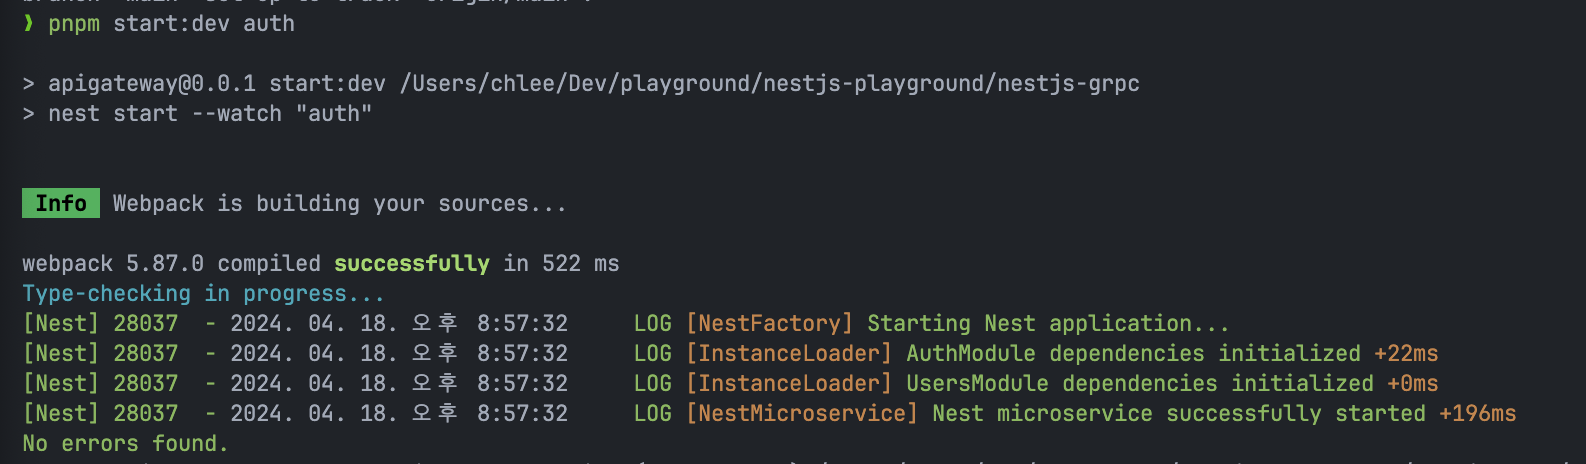 ❯ pnpm start:dev auth
> apigateway@0.0.1 start:dev /Users/chlee/Dev/playground/nestjs-playground/nestjs-grpc
> nest start --watch "auth"
Info Webpack is building your sources...
webpack 5.87.0 compiled successfully in 522 ms
Type-checking in progress...
[Nest] 28037  - 2024. 04. 18. 오후 8:57:32     LOG [NestFactory] Starting Nest application...
[Nest] 28037  - 2024. 04. 18. 오후 8:57:32     LOG [InstanceLoader] AuthModule dependencies initialized +22ms
[Nest] 28037  - 2024. 04. 18. 오후 8:57:32     LOG [InstanceLoader] UsersModule dependencies initialized +0ms
[Nest] 28037  - 2024. 04. 18. 오후 8:57:32     LOG [NestMicroservice] Nest microservice successfully started +196ms
No errors found.